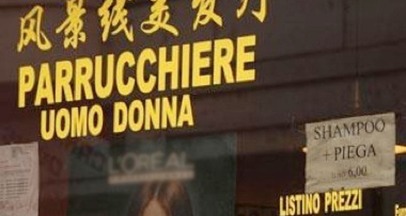 风景线美发厅
PARRUCCHIERE
UOMO DONNA
L'OREAL
SHAMPOO
+ PIEGA
6,00
LISTINO PREZZI